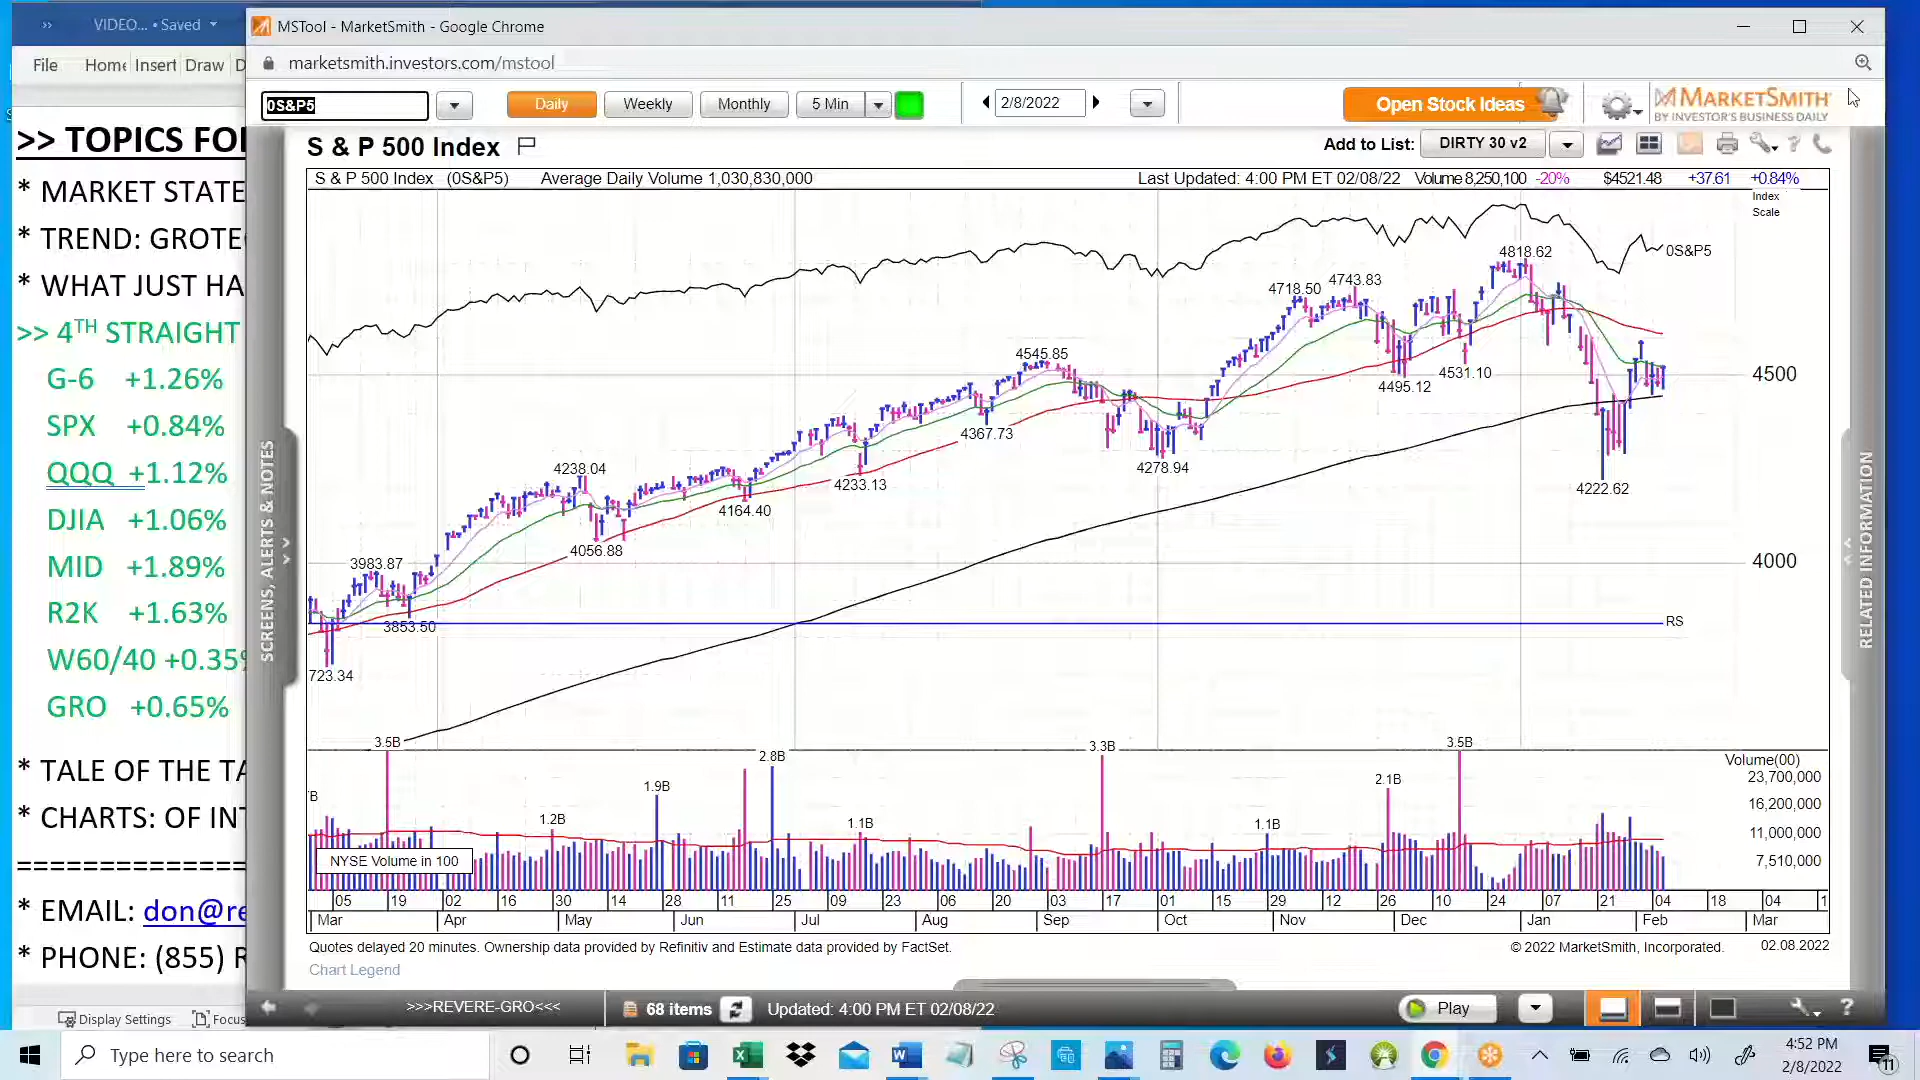 VIDEO... • Saved
File Home Insert Draw D
>> TOPICS FO
* MARKET STATE
* TREND: GROTE
* WHAT JUST HA
>> 4TH STRAIGHT
G-6 +1.26%
SPX +0.84%
QQQ +1.12%
DJIA +1.06%
MID +1.89%
R2K +1.63%
W60/40 +0.35%
GRO +0.65%
* TALE OF THE TA
* CHARTS: OF INT
===============
* EMAIL: don@re
* PHONE: (855) R
Display Settings Focus
MSTool - MarketSmith - Google Chrome
marketsmith.investors.com/mstool
0S&P5 Daily Weekly Monthly 5 Min 2/8/2022 Open Stock Ideas MARKETSMITH
BY INVESTOR'S BUSINESS DAILY
S & P 500 Index Add to List: DIRTY 30 v2
S & P 500 Index (0S&P5) Average Daily Volume 1,030,830,000 Last Updated: 4:00 PM ET 02/08/22 Volume 8,250,100 -20% $4521.48 +37.61 +0.84%
Index
Scale
0S&P5
4818.62
4743.83
4718.50
4545.85
4500
4531.10
4495.12
4367.73
4278.94
4238.04
4233.13
4222.62
4164.40
4056.88
4000
3983.87
3853.50
RS
723.34
3.5B 2.8B 3.3B 3.5B
1.9B 2.1B
1.2B 1.1B 1.1B
Volume(00)
23,700,000
16,200,000
11,000,000
7,510,000
NYSE Volume in 100
05 19 02 16 30 14 28 11 25 09 23 06 20 03 17 01 15 29 12 26 10 24 07 21 04 18 04 1
Mar Apr May Jun Jul Aug Sep Oct Nov Dec Jan Feb Mar
Quotes delayed 20 minutes. Ownership data provided by Refinitiv and Estimate data provided by FactSet. © 2022 MarketSmith, Incorporated. 02.08.2022
Chart Legend
SCREENS, ALERTS & NOTES
RELATED INFORMATION
>>>REVERE-GRO<<< 68 items Updated: 4:00 PM ET 02/08/22 Play
Type here to search
4:52 PM
2/8/2022
11